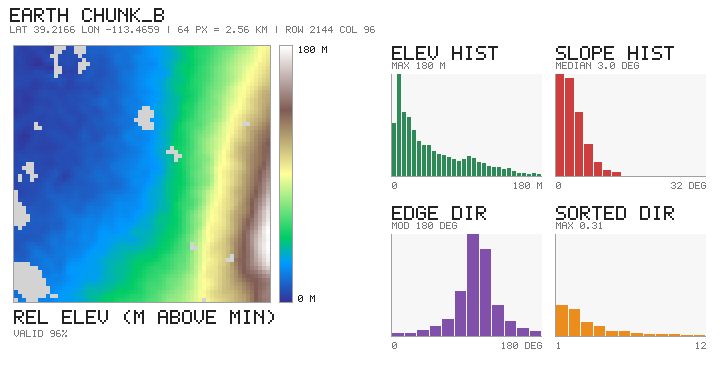 EARTH CHUNK_B
LAT 39.2166 LON -113.4659 | 64 PX = 2.56 KM | ROW 2144 COL 96
180 M
0 M
REL ELEV (M ABOVE MIN)
VALID 96%
ELEV HIST
MAX 180 M
0 180 M
SLOPE HIST
MEDIAN 3.0 DEG
0 32 DEG
EDGE DIR
MOD 180 DEG
0 180 DEG
SORTED DIR
MAX 0.31
1 12